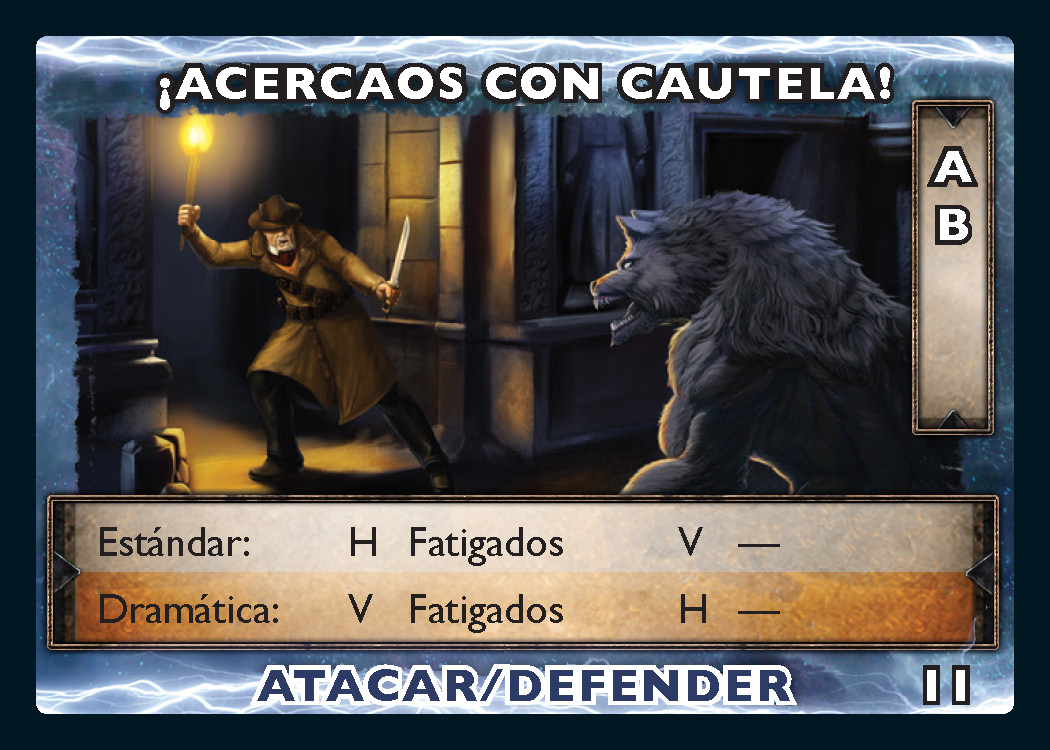 ¡ACERCAOS CON CAUTELA!
A
B
Estándar: H Fatigados V —
Dramática: V Fatigados H —
ATACAR/DEFENDER
11